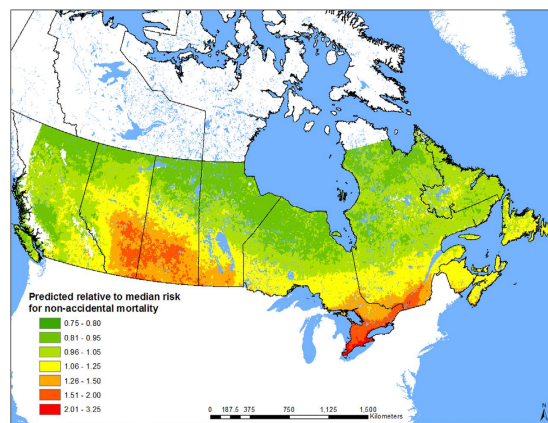 Predicted relative to median risk
for non-accidental mortality
0.75 - 0.80
0.81 - 0.95
0.96 - 1.05
1.06 - 1.25
1.26 - 1.50
1.51 - 2.00
2.01 - 3.25
0 187.5 375 750 1,125 1,500
Kilometers
N